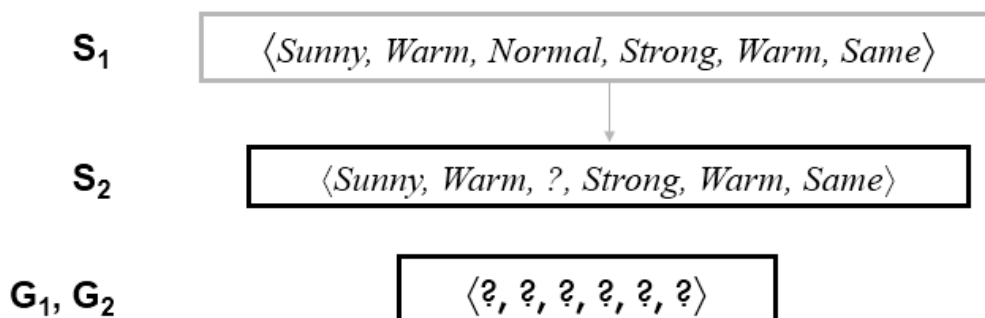 S₁ ⟨Sunny, Warm, Normal, Strong, Warm, Same⟩
S₂ ⟨Sunny, Warm, ?, Strong, Warm, Same⟩
G₁, G₂ ⟨?, ?, ?, ?, ?, ?⟩